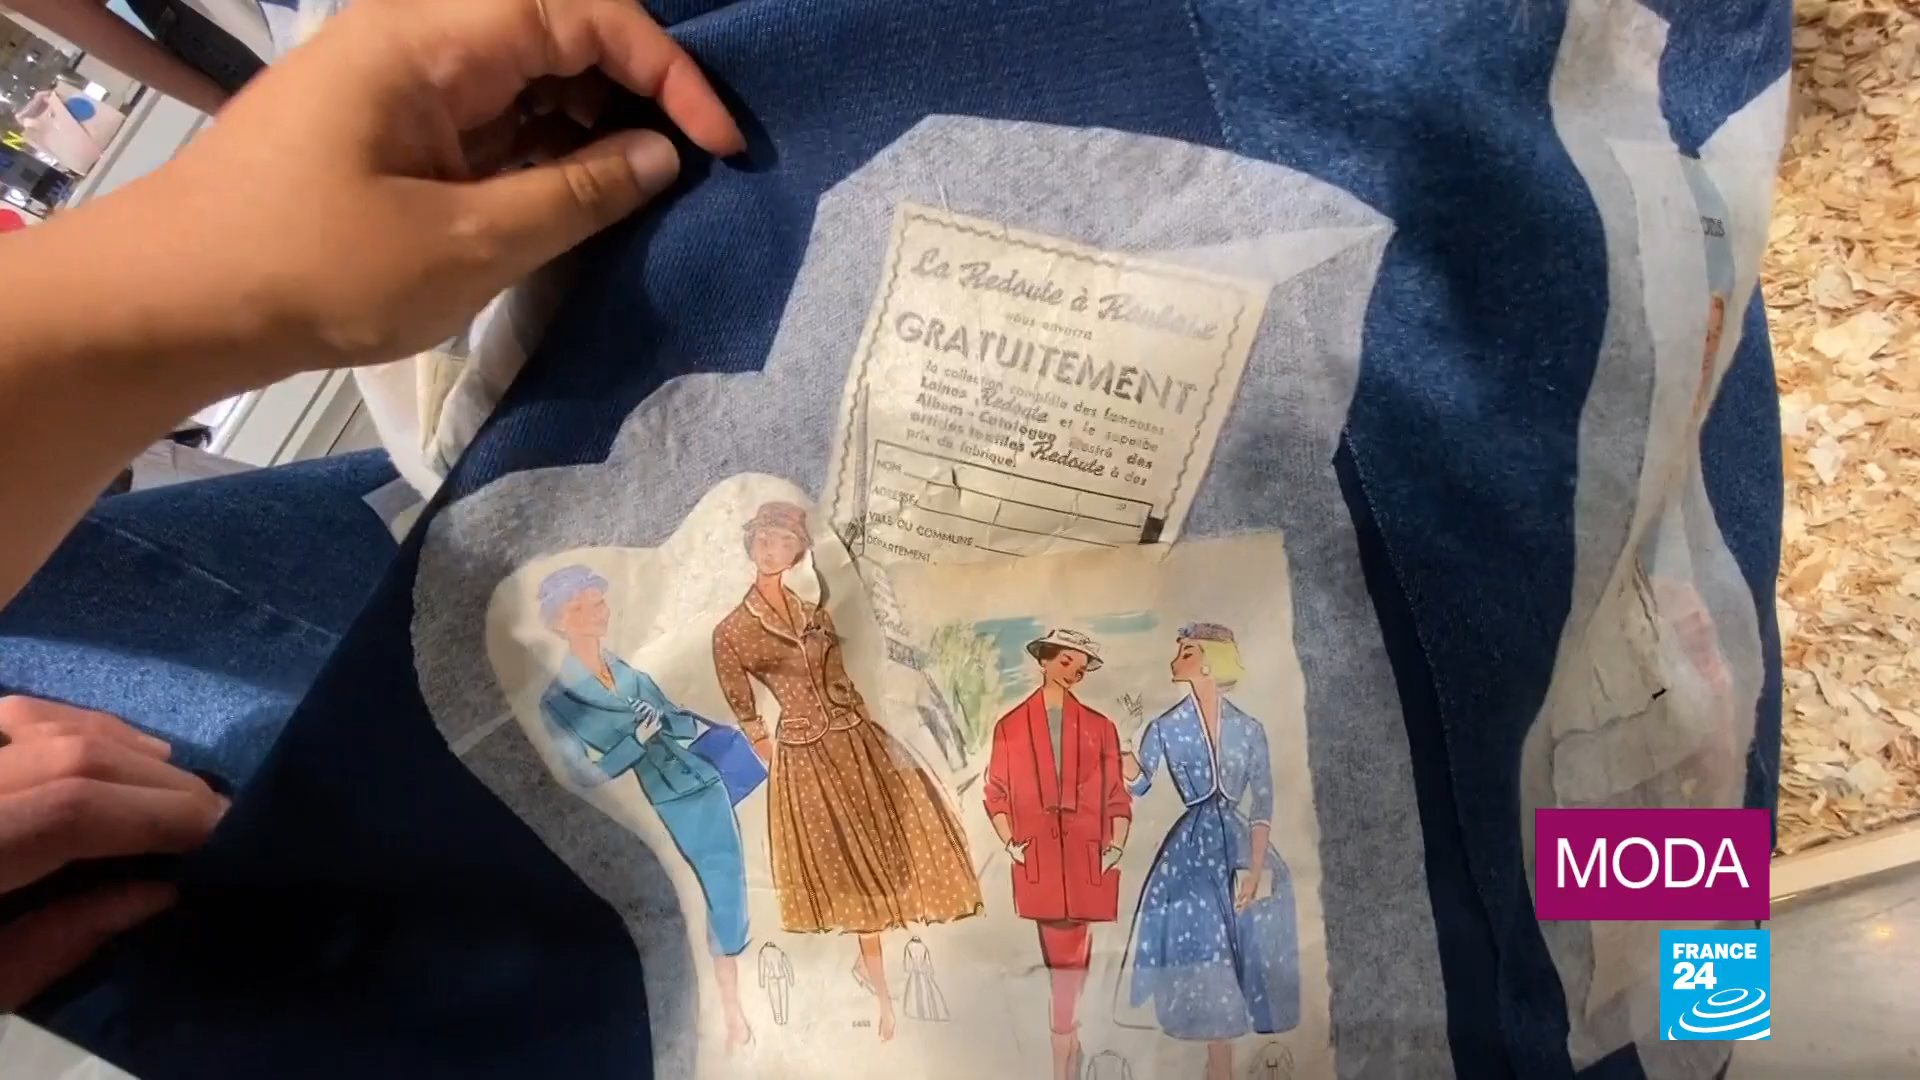 La Redoute à Roubaix
vous enverra
GRATUITEMENT
la collection complète des fameuses
Laines Redoute et le superbe
Album-Catalogue illustré des
articles textiles Redoute à des
prix de fabrique.
NOM
ADRESSE
VILLE OU COMMUNE
DÉPARTEMENT
MODA
FRANCE
24